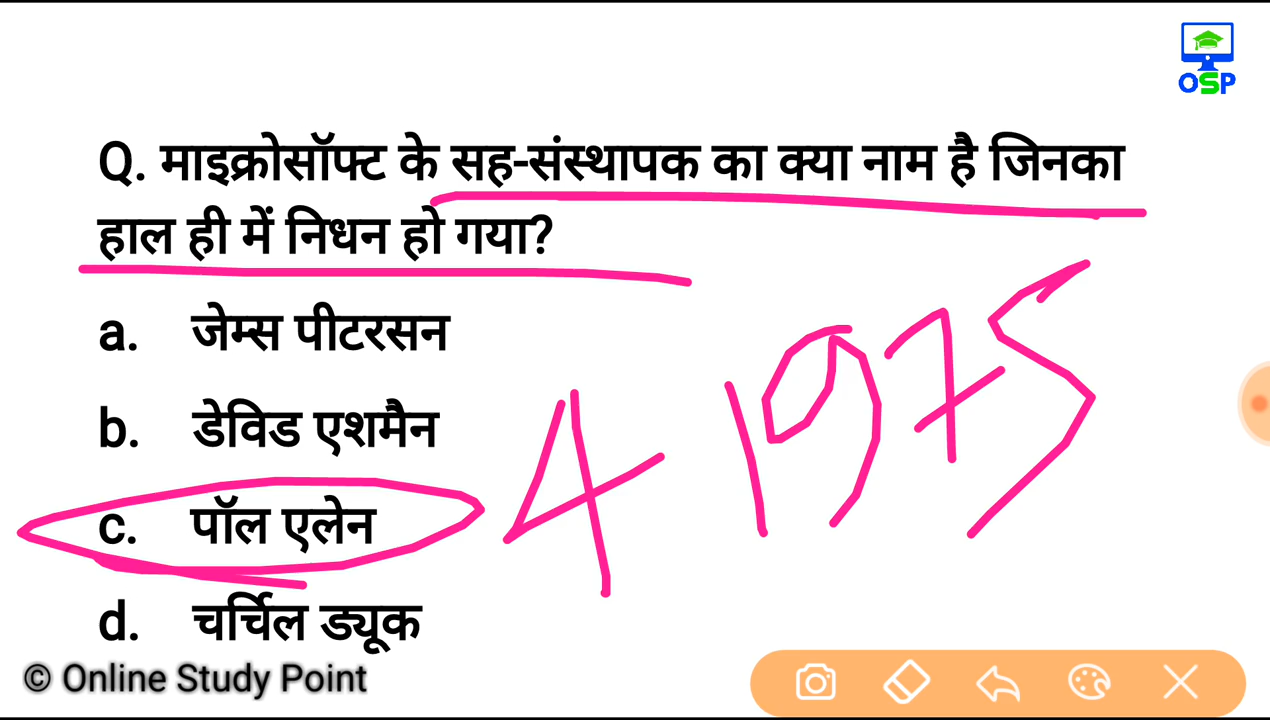 OSP
Q. माइक्रोसॉफ्ट के सह-संस्थापक का क्या नाम है जिनका
हाल ही में निधन हो गया?
a. जेम्स पीटरसन
b. डेविड एशमैन
c. पॉल एलेन
4 1975
d. चर्चिल ड्यूक
© Online Study Point